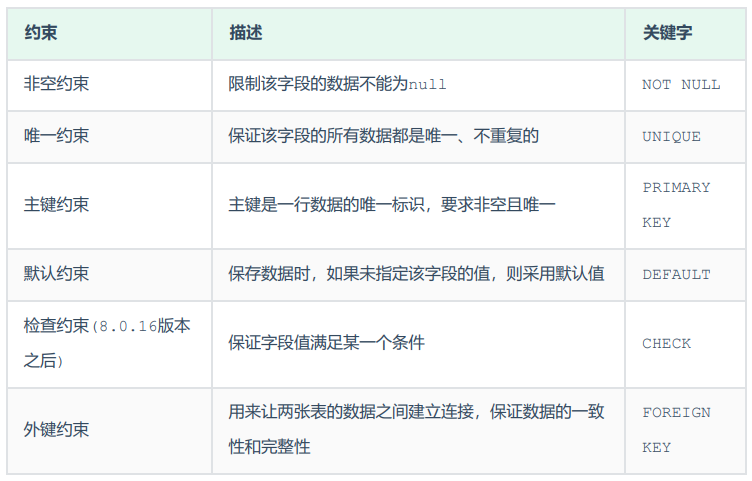 约束 描述 关键字
非空约束 限制该字段的数据不能为null NOT NULL
唯一约束 保证该字段的所有数据都是唯一、不重复的 UNIQUE
主键约束 主键是一行数据的唯一标识，要求非空且唯一 PRIMARY
KEY
默认约束 保存数据时，如果未指定该字段的值，则采用默认值 DEFAULT
检查约束(8.0.16版本
之后) 保证字段值满足某一个条件 CHECK
外键约束 用来让两张表的数据之间建立连接，保证数据的一致
性和完整性 FOREIGN
KEY